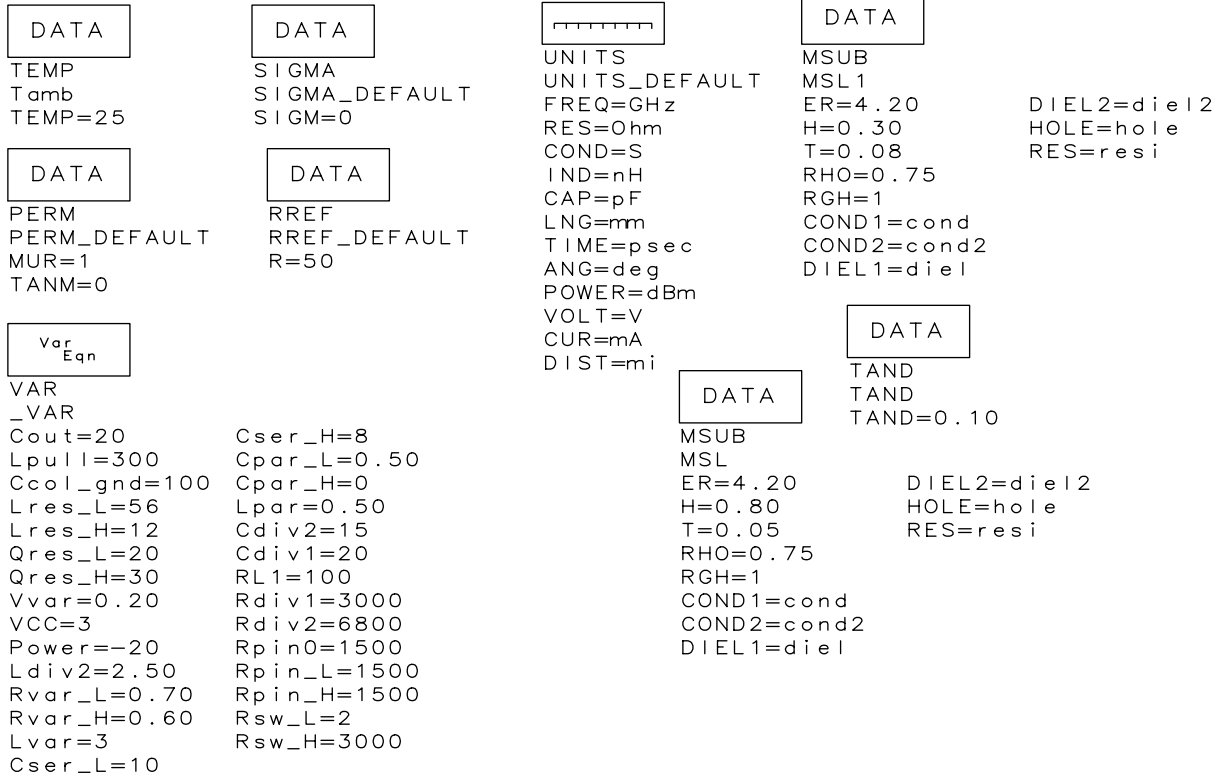 DATA
TEMP
Tamb
TEMP=25
DATA
SIGMA
SIGMA_DEFAULT
SIGM=0
DATA
PERM
PERM_DEFAULT
MUR=1
TANM=0
DATA
RREF
RREF_DEFAULT
R=50
UNITS
UNITS_DEFAULT
FREQ=GHz
RES=Ohm
COND=S
IND=nH
CAP=pF
LNG=mm
TIME=psec
ANG=deg
POWER=dBm
VOLT=V
CUR=mA
DIST=mi
DATA
MSUB
MSL1
ER=4.20
H=0.30
T=0.08
RHO=0.75
RGH=1
COND1=cond
COND2=cond2
DIEL1=diel
DIEL2=diel2
HOLE=hole
RES=resi
DATA
TAND
TAND
TAND=0.10
Var
Eqn
VAR
_VAR
Cout=20
Lpull=300
Ccol_gnd=100
Lres_L=56
Lres_H=12
Qres_L=20
Qres_H=30
Vvar=0.20
VCC=3
Power=-20
Ldiv2=2.50
Rvar_L=0.70
Rvar_H=0.60
Lvar=3
Cser_L=10
Cser_H=8
Cpar_L=0.50
Cpar_H=0
Lpar=0.50
Cdiv2=15
Cdiv1=20
RL1=100
Rdiv1=3000
Rdiv2=6800
Rpin0=1500
Rpin_L=1500
Rpin_H=1500
Rsw_L=2
Rsw_H=3000
DATA
MSUB
MSL
ER=4.20
H=0.80
T=0.05
RHO=0.75
RGH=1
COND1=cond
COND2=cond2
DIEL1=diel
DIEL2=diel2
HOLE=hole
RES=resi